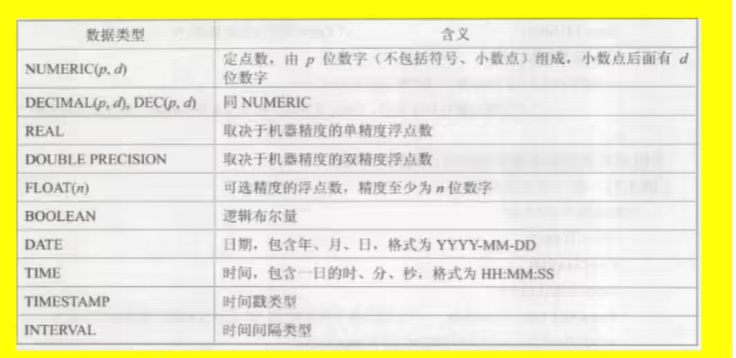 数据类型 含义
NUMERIC(p, d) 定点数，由 p 位数字（不包括符号、小数点）组成，小数点后面有 d
位数字
DECIMAL(p, d), DEC(p, d) 同 NUMERIC
REAL 取决于机器精度的单精度浮点数
DOUBLE PRECISION 取决于机器精度的双精度浮点数
FLOAT(n) 可选精度的浮点数，精度至少为 n 位数字
BOOLEAN 逻辑布尔量
DATE 日期，包含年、月、日，格式为 YYYY-MM-DD
TIME 时间，包含一日的时、分、秒，格式为 HH:MM:SS
TIMESTAMP 时间戳类型
INTERVAL 时间间隔类型